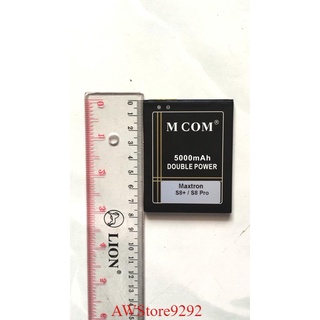 M COM®
5000mAh
DOUBLE POWER
Maxtron
S8+ / S8 Pro
LION®
AWStore9292